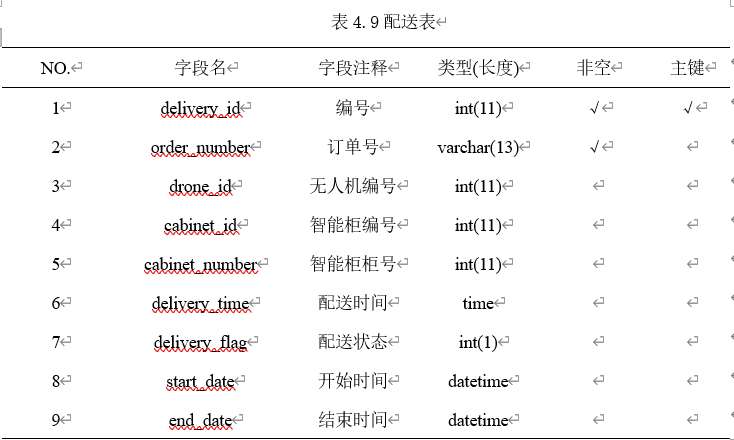 表 4.9 配送表
NO. 字段名 字段注释 类型(长度) 非空 主键
1 delivery_id 编号 int(11) √ √
2 order_number 订单号 varchar(13) √
3 drone_id 无人机编号 int(11)
4 cabinet_id 智能柜编号 int(11)
5 cabinet_number 智能柜柜号 int(11)
6 delivery_time 配送时间 time
7 delivery_flag 配送状态 int(1)
8 start_date 开始时间 datetime
9 end_date 结束时间 datetime